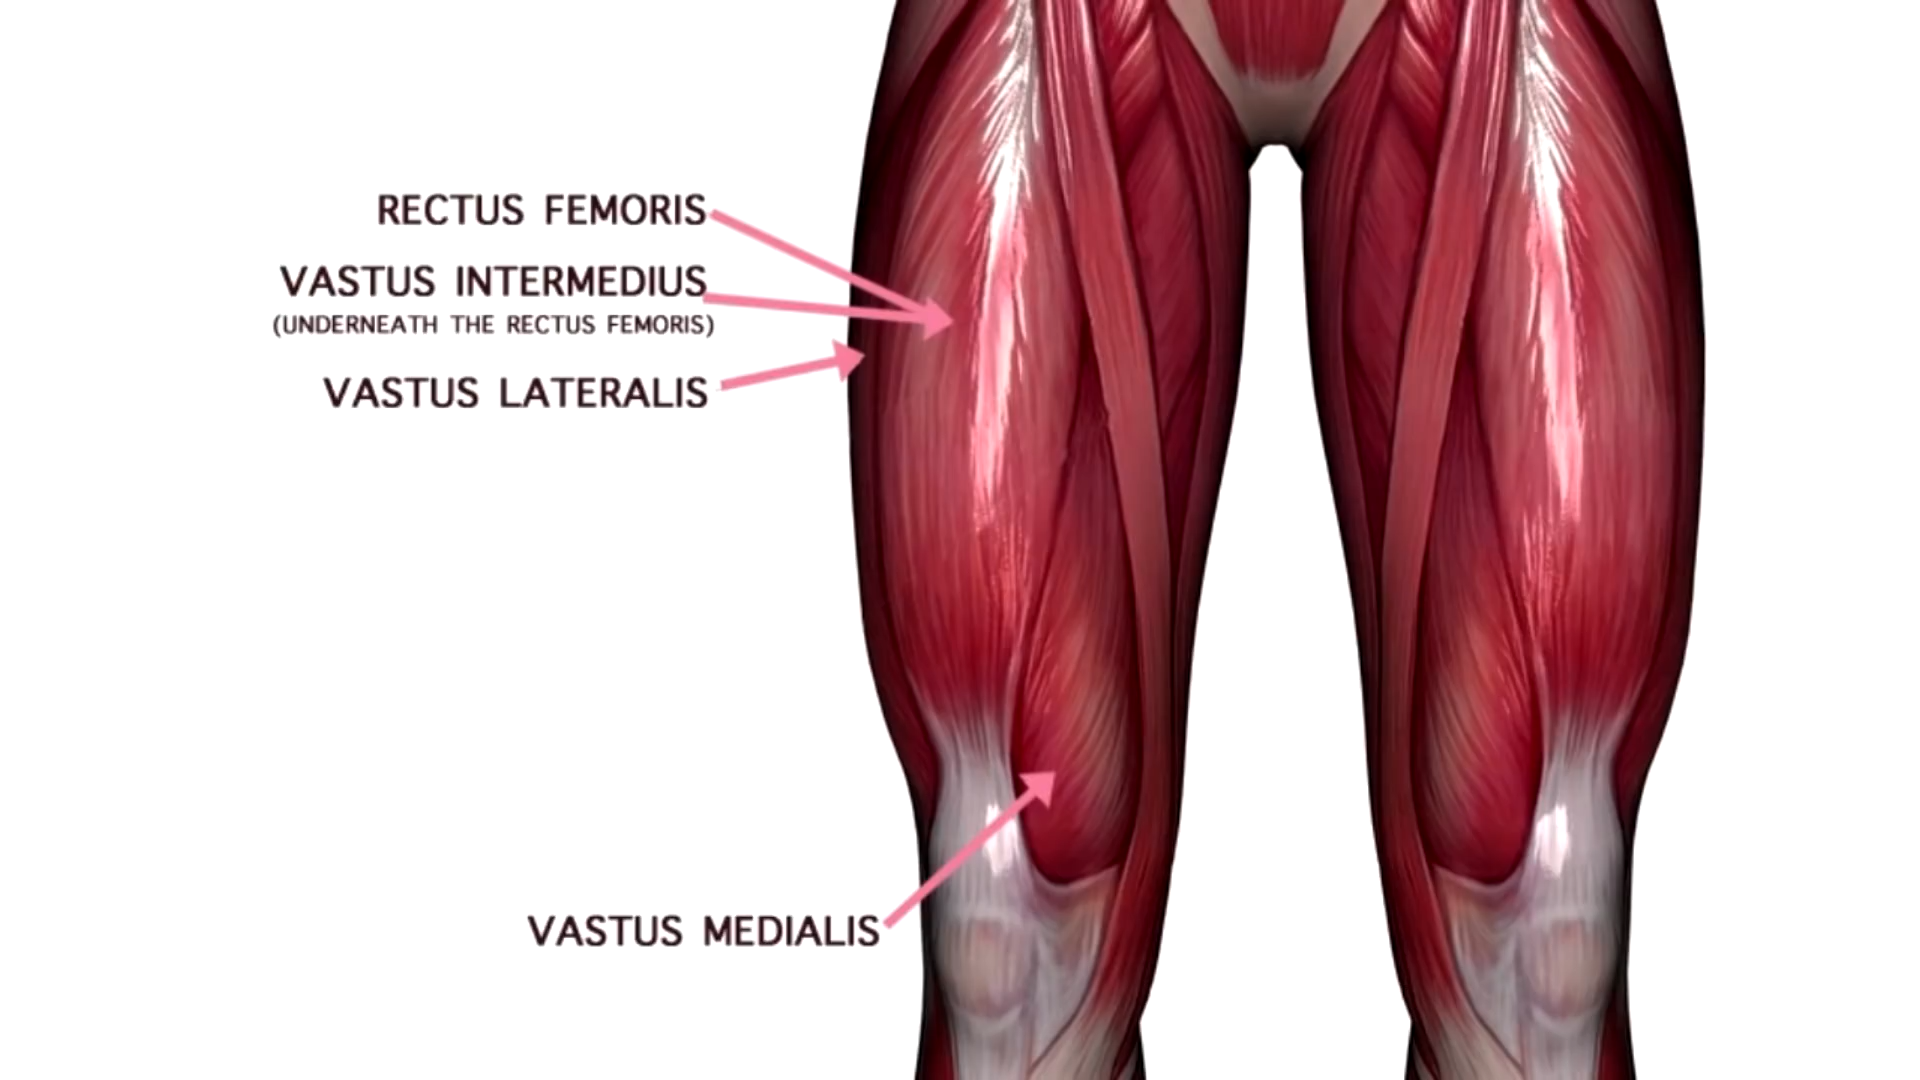 RECTUS FEMORIS
VASTUS INTERMEDIUS
(UNDERNEATH THE RECTUS FEMORIS)
VASTUS LATERALIS
VASTUS MEDIALIS